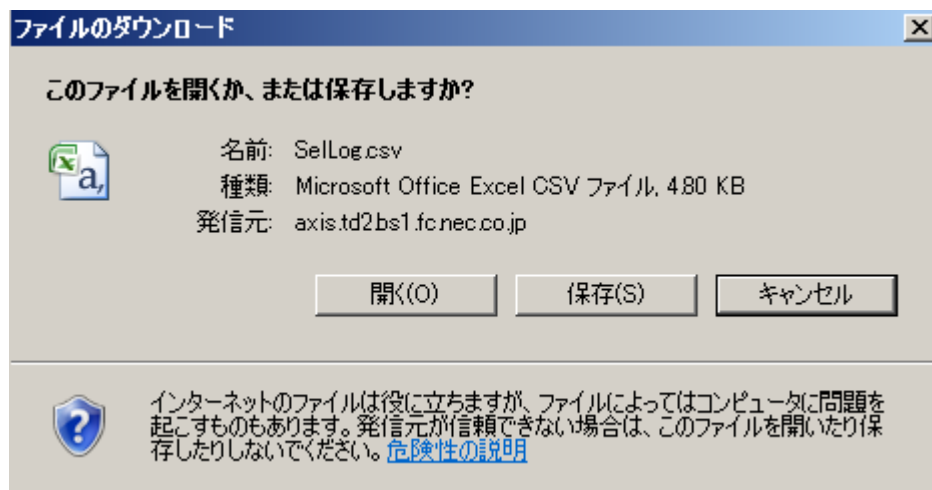 ファイルのダウンロード
このファイルを開くか、または保存しますか?
名前: SelLog.csv
種類: Microsoft Office Excel CSV ファイル, 4.80 KB
発信元: axis.td2.bs1.fc.nec.co.jp
開く(O) 保存(S) キャンセル
インターネットのファイルは役に立ちますが、ファイルによってはコンピュータに問題を
起こすものもあります。発信元が信頼できない場合は、このファイルを開いたり保
存したりしないでください。危険性の説明